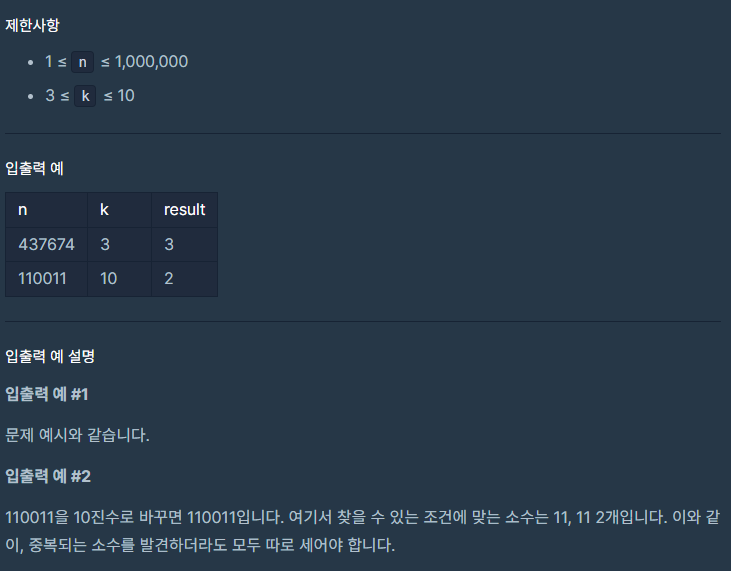 제한사항
1 ≤ n ≤ 1,000,000
3 ≤ k ≤ 10
입출력 예
n k result
437674 3 3
110011 10 2
입출력 예 설명
입출력 예 #1
문제 예시와 같습니다.
입출력 예 #2
110011을 10진수로 바꾸면 110011입니다. 여기서 찾을 수 있는 조건에 맞는 소수는 11, 11 2개입니다. 이와 같
이, 중복되는 소수를 발견하더라도 모두 따로 세어야 합니다.